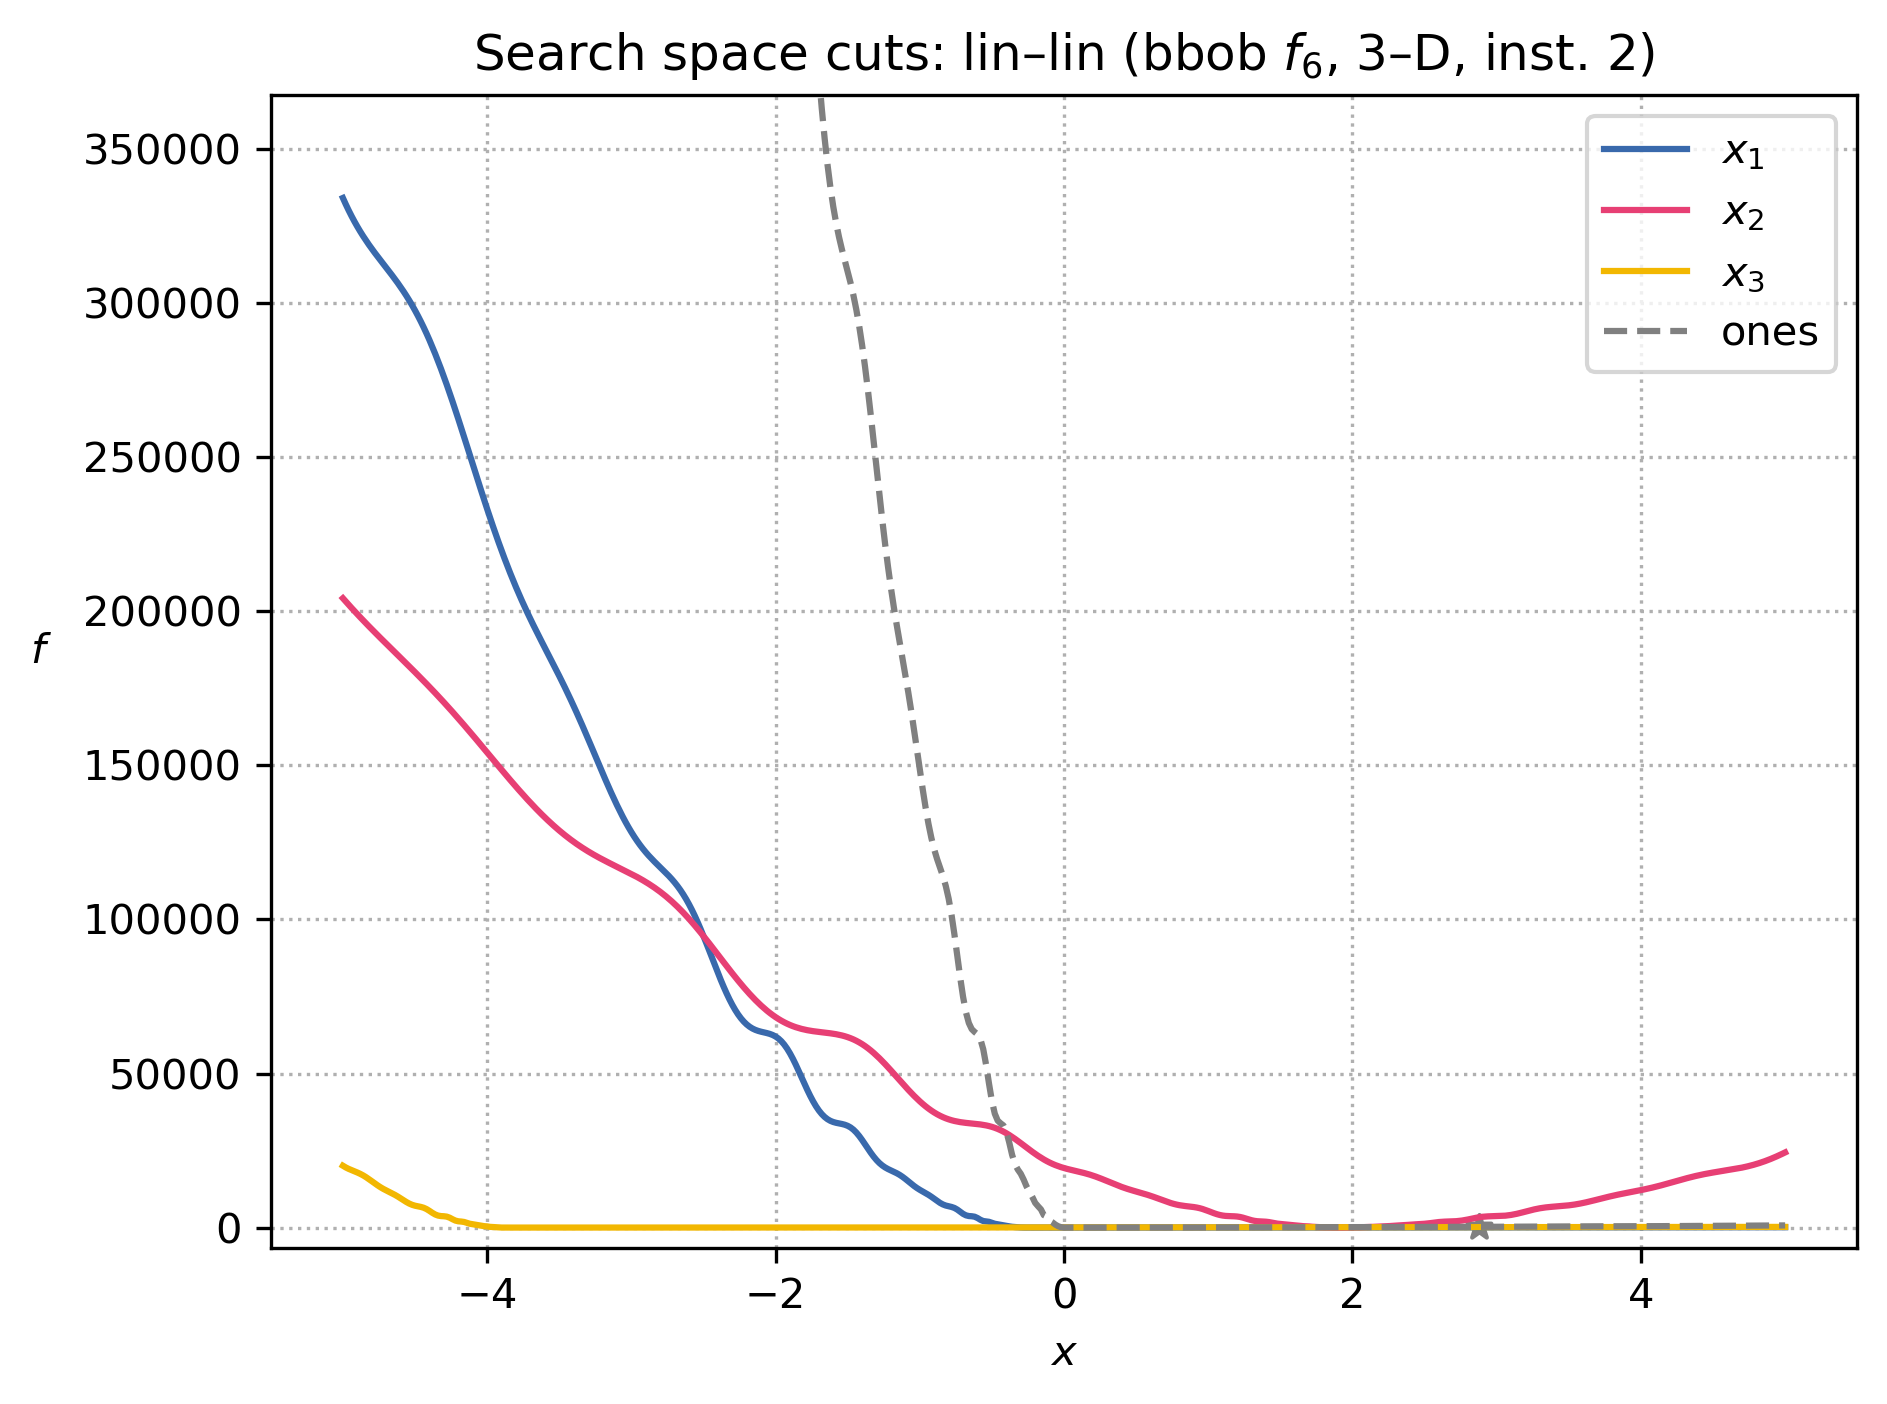 Search space cuts: lin–lin (bbob f₆, 3–D, inst. 2)
350000
300000
250000
200000
150000
100000
50000
0
f
x₁
x₂
x₃
ones
−4
−2
0
2
4
x